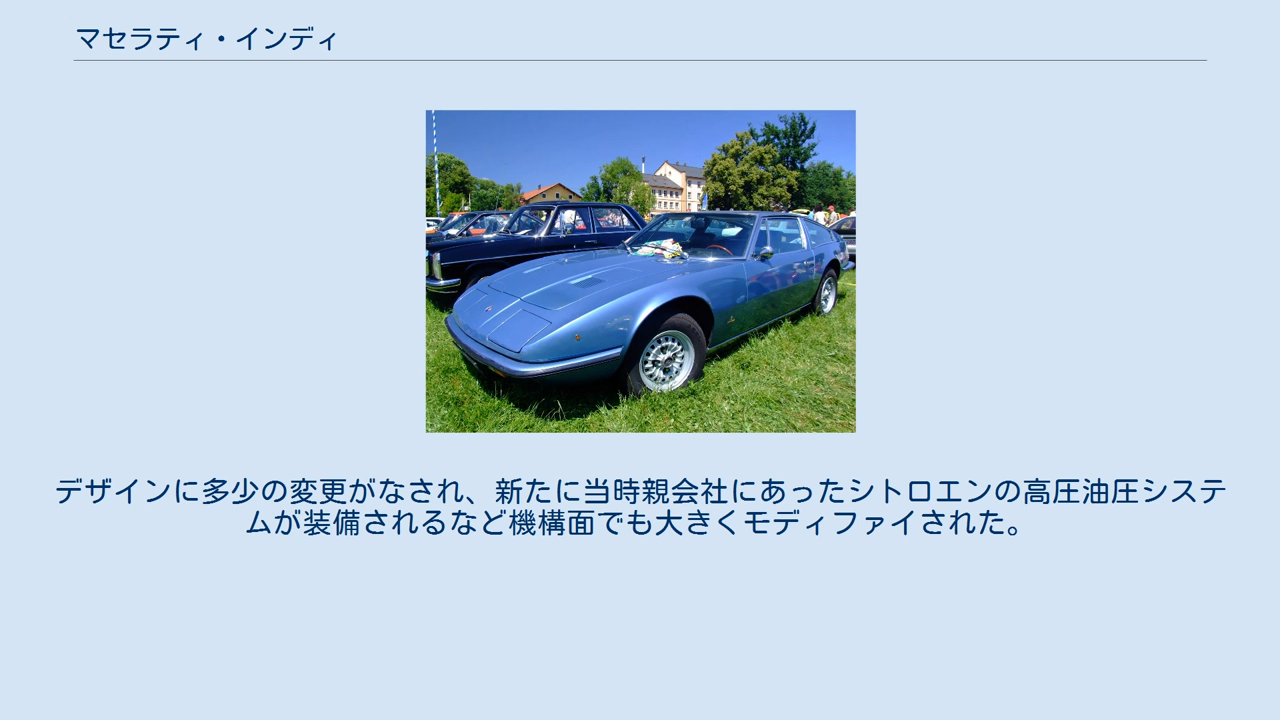 マセラティ・インディ
デザインに多少の変更がなされ、新たに当時親会社にあったシトロエンの高圧油圧システ
ムが装備されるなど機構面でも大きくモディファイされた。